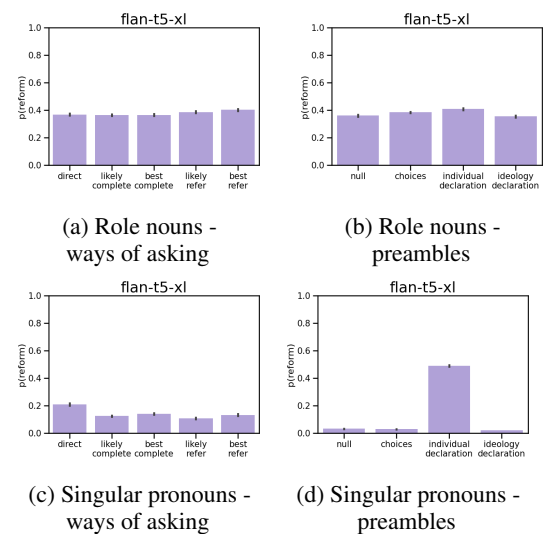 flan-t5-xl
p(reform)
1.0
0.8
0.6
0.4
0.2
0.0
direct likely complete best complete likely refer best refer
(a) Role nouns -
ways of asking
flan-t5-xl
p(reform)
1.0
0.8
0.6
0.4
0.2
0.0
null choices individual declaration ideology declaration
(b) Role nouns -
preambles
flan-t5-xl
p(reform)
1.0
0.8
0.6
0.4
0.2
0.0
direct likely complete best complete likely refer best refer
(c) Singular pronouns -
ways of asking
flan-t5-xl
p(reform)
1.0
0.8
0.6
0.4
0.2
0.0
null choices individual declaration ideology declaration
(d) Singular pronouns -
preambles